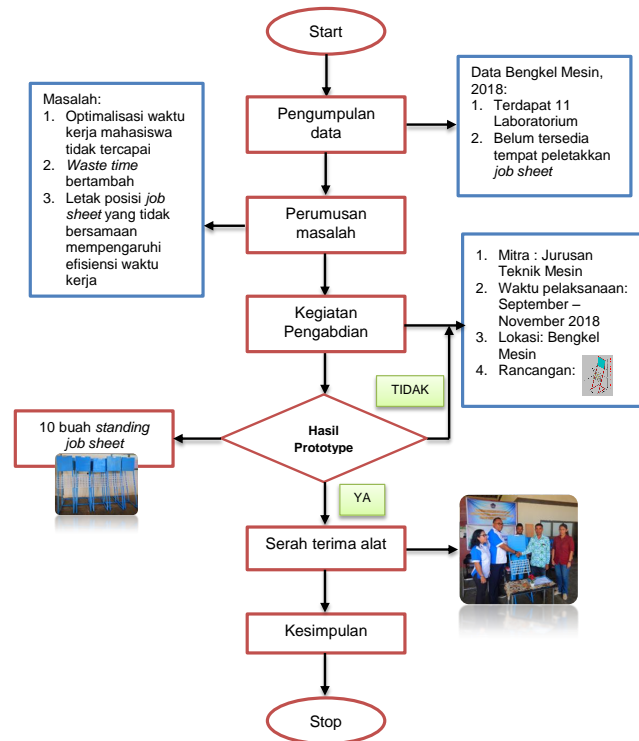 Start
Pengumpulan
data
Data Bengkel Mesin,
2018:
1. Terdapat 11
Laboratorium
2. Belum tersedia
tempat peletakkan
job sheet
Masalah:
1. Optimalisasi waktu
kerja mahasiswa
tidak tercapai
2. Waste time
bertambah
3. Letak posisi job
sheet yang tidak
bersamaan
mempengaruhi
efisiensi waktu
kerja
Perumusan
masalah
Kegiatan
Pengabdian
1. Mitra : Jurusan
Teknik Mesin
2. Waktu pelaksanaan:
September –
November 2018
3. Lokasi: Bengkel
Mesin
4. Rancangan:
TIDAK
Hasil
Prototype
10 buah standing
job sheet
YA
Serah terima alat
Kesimpulan
Stop